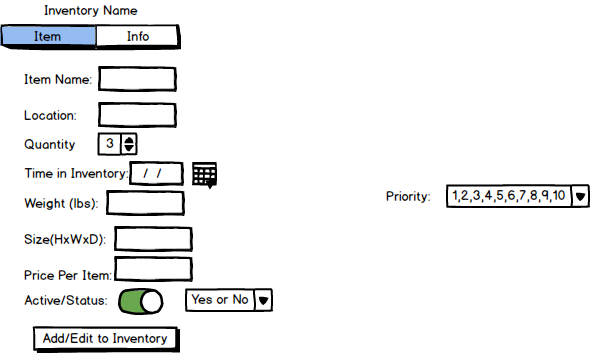 Inventory Name
Item Info
Item Name:
Location:
Quantity 3
Time in Inventory: / /
Weight (lbs):
Priority: 1,2,3,4,5,6,7,8,9,10
Size(HxWxD):
Price Per Item:
Active/Status: Yes or No
Add/Edit to Inventory